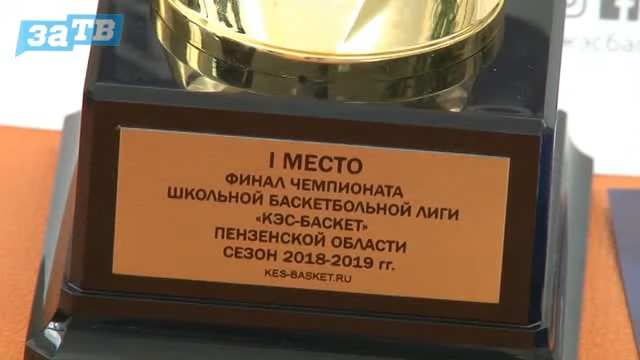 заТВ
I МЕСТО
ФИНАЛ ЧЕМПИОНАТА
ШКОЛЬНОЙ БАСКЕТБОЛЬНОЙ ЛИГИ
«КЭС-БАСКЕТ»
ПЕНЗЕНСКОЙ ОБЛАСТИ
СЕЗОН 2018-2019 гг.
KES-BASKET.RU